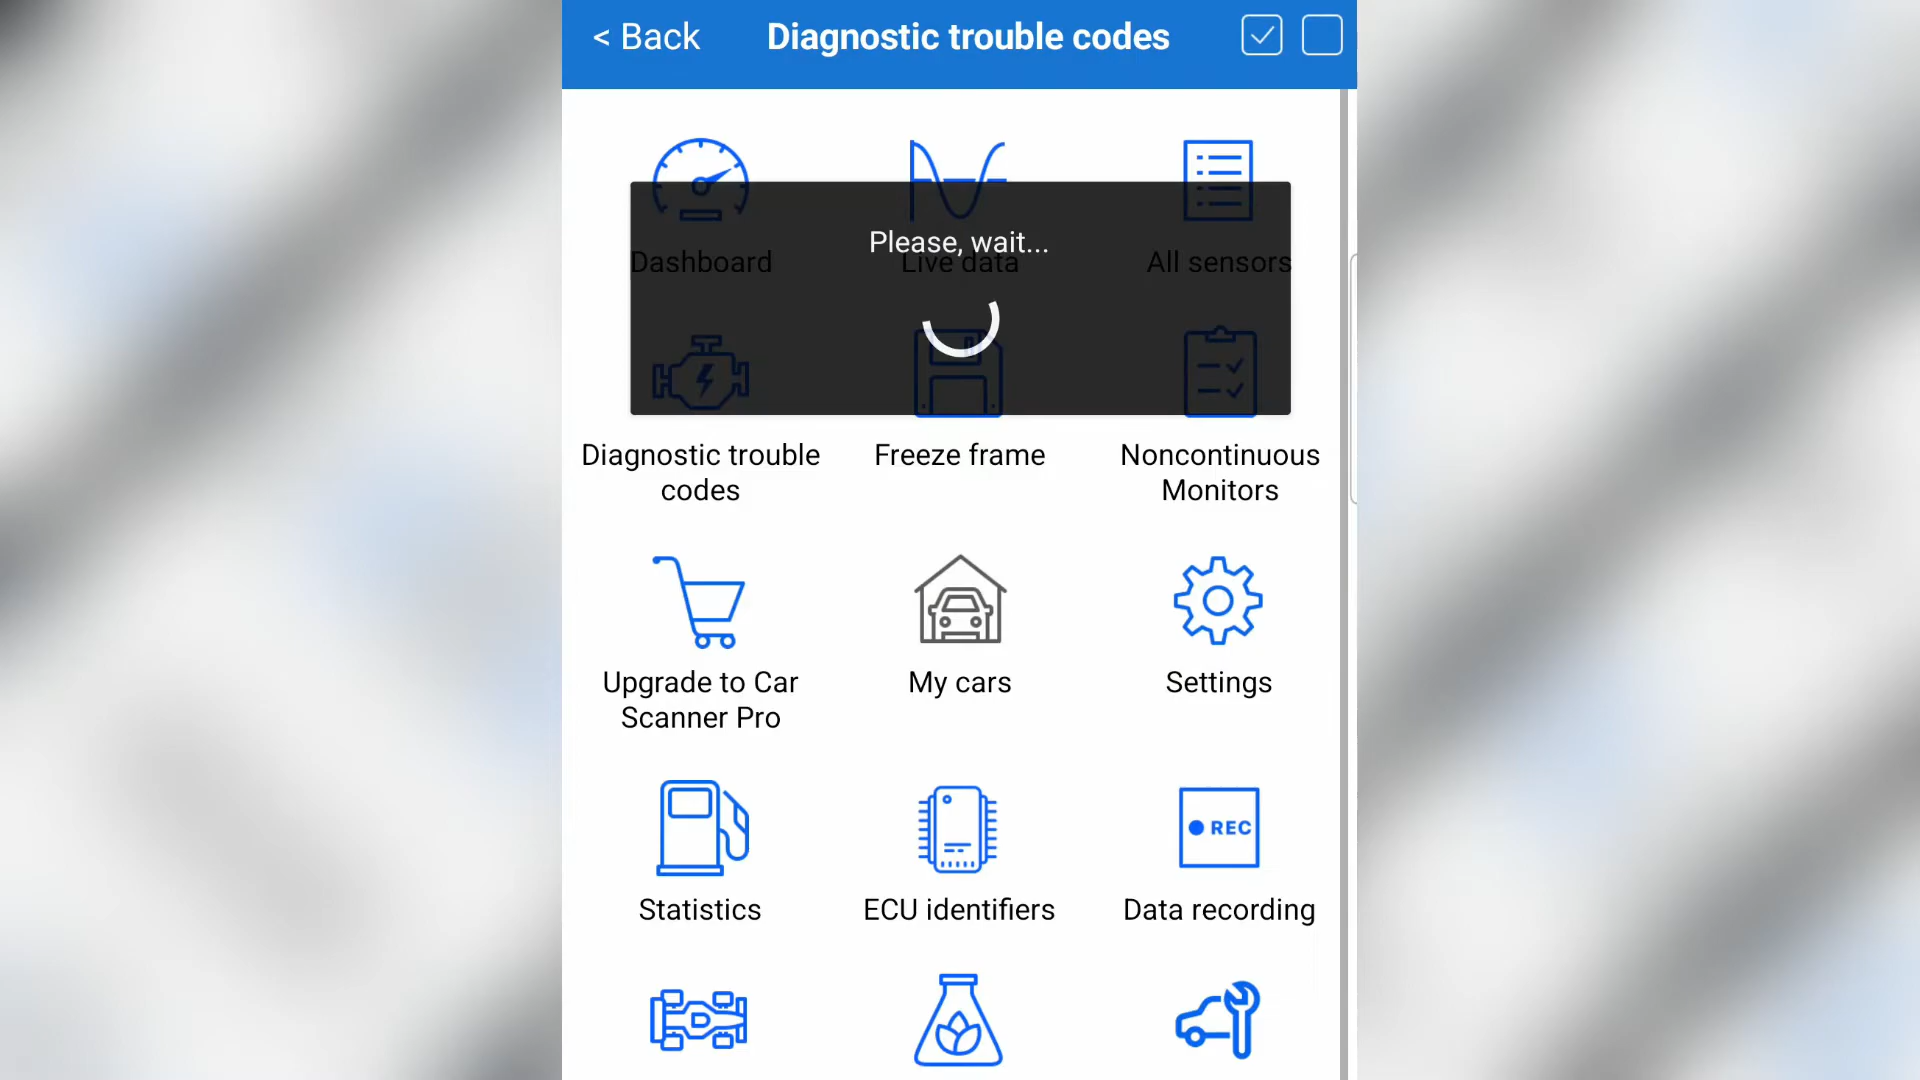 < Back Diagnostic trouble codes
Please, wait...
Dashboard Live data All sensors
Diagnostic trouble
codes
Freeze frame
Noncontinuous
Monitors
Upgrade to Car
Scanner Pro
My cars
Settings
Statistics
ECU identifiers
REC
Data recording